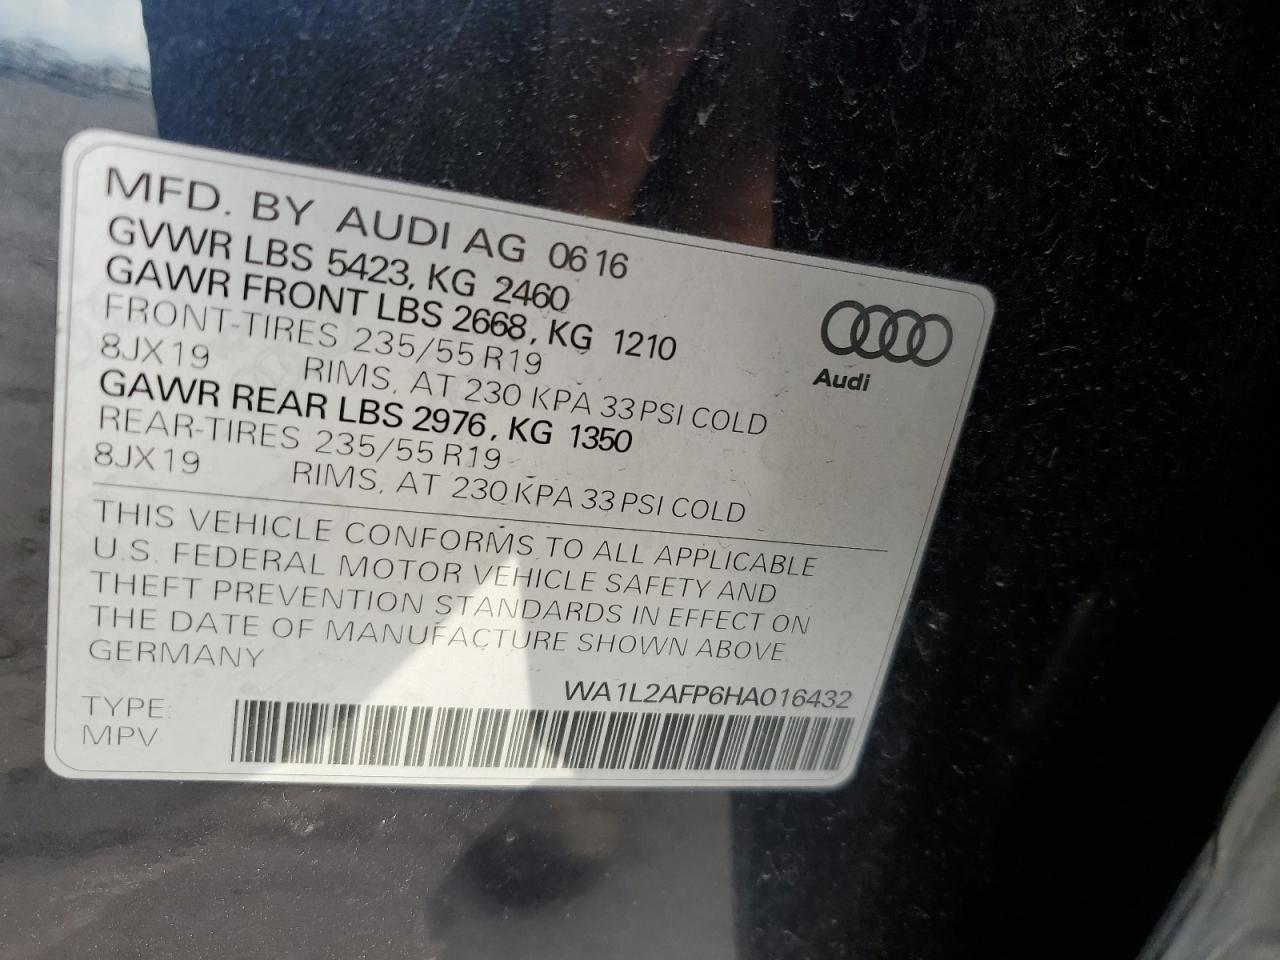 MFD. BY AUDI AG 0616
GVWR LBS 5423, KG 2460
GAWR FRONT LBS 2668, KG 1210
FRONT-TIRES 235/55 R19
8JX19 RIMS, AT 230 KPA 33 PSI COLD
GAWR REAR LBS 2976, KG 1350
REAR-TIRES 235/55 R19
8JX19 RIMS, AT 230 KPA 33 PSI COLD
Audi
THIS VEHICLE CONFORMS TO ALL APPLICABLE
U.S. FEDERAL MOTOR VEHICLE SAFETY AND
THEFT PREVENTION STANDARDS IN EFFECT ON
THE DATE OF MANUFACTURE SHOWN ABOVE.
GERMANY
WA1L2AFP6HA016432
TYPE:
MPV